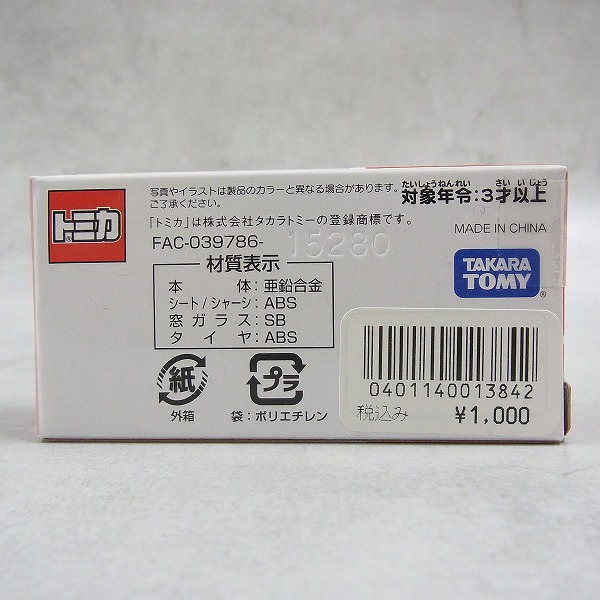 トミカ
写真やイラストは製品のカラーと異なる場合があります。
ご了承ください。
「トミカ」は株式会社タカラトミーの登録商標です。
FAC-039786-
15280
たいしょうねんれい さい いじょう
対象年令:3才以上
MADE IN CHINA
TAKARA
TOMY
®
材質表示
本体:亜鉛合金
シート/シャーシ:ABS
窓ガラス:SB
タイヤ:ABS
紙
外箱
プラ
袋:ポリエチレン
0401140013842
税込み ¥1,000